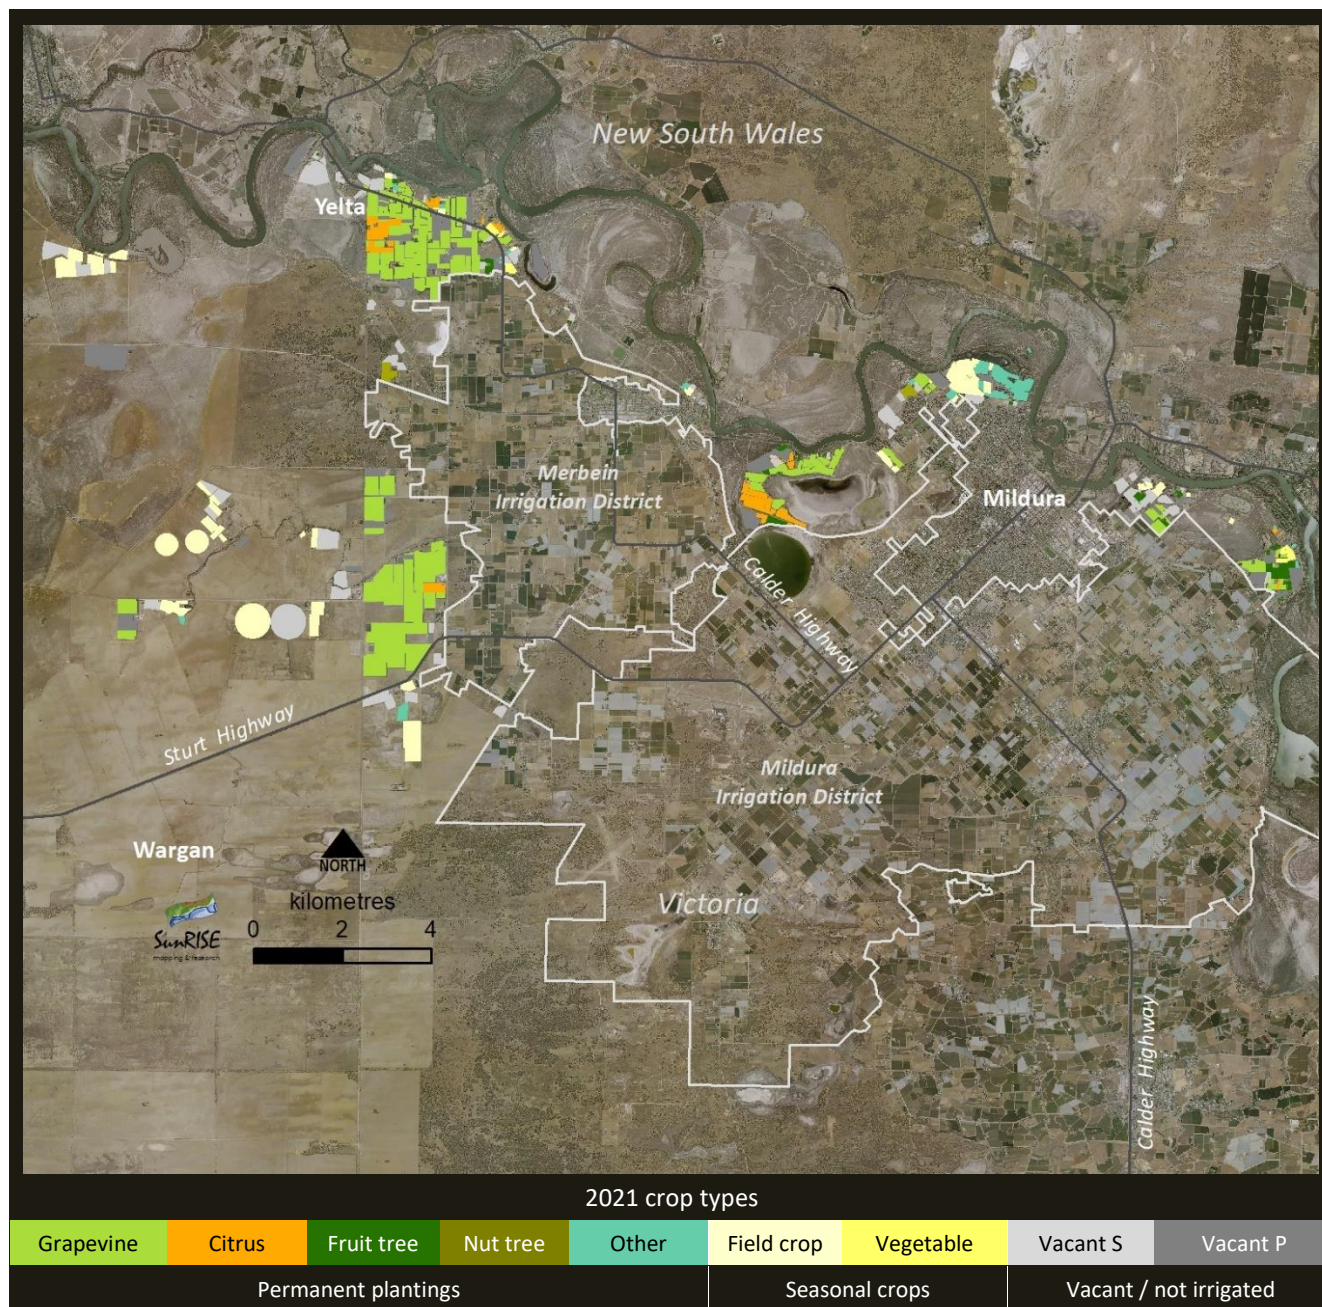 New South Wales
Yelta
Merbein
Irrigation District
Mildura
Calder Highway
Sturt Highway
Mildura
Irrigation District
Wargan
NORTH
Victoria
kilometres
0 2 4
SunRISE
mapping & research
Calder Highway
2021 crop types
Grapevine Citrus Fruit tree Nut tree Other Field crop Vegetable Vacant S Vacant P
Permanent plantings Seasonal crops Vacant / not irrigated